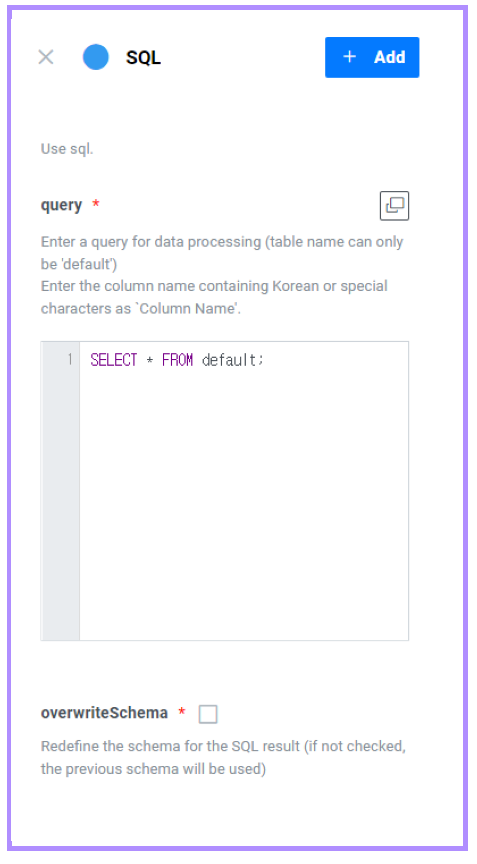 SQL
+ Add
Use sql.
query *
Enter a query for data processing (table name can only
be 'default')
Enter the column name containing Korean or special
characters as `Column Name'.
1 SELECT * FROM default;
overwriteSchema *
Redefine the schema for the SQL result (if not checked,
the previous schema will be used)